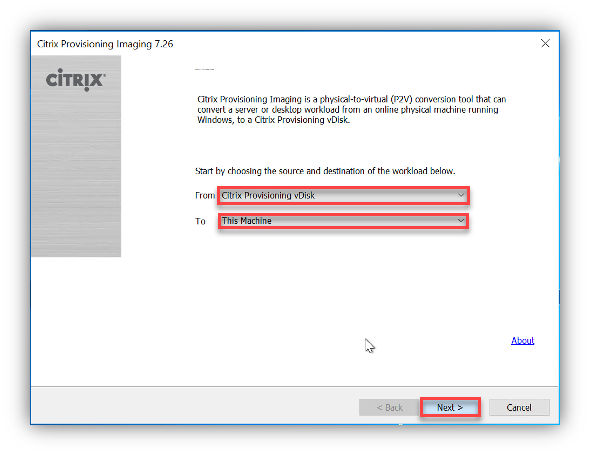 Citrix Provisioning Imaging 7.26
CITRIX
Citrix Provisioning Imaging is a physical-to-virtual (P2V) conversion tool that can
convert a server or desktop workload from an online physical machine running
Windows, to a Citrix Provisioning vDisk.
Start by choosing the source and destination of the workload below.
From Citrix Provisioning vDisk
To This Machine
About
< Back Next > Cancel